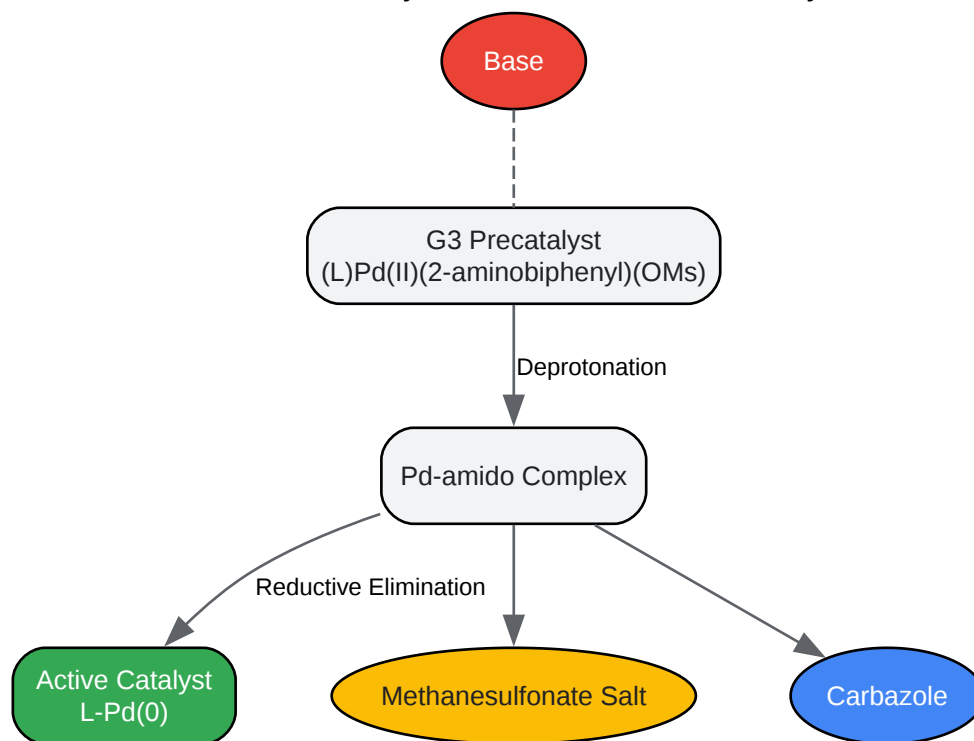 Base
G3 Precatalyst
(L)Pd(II)(2-aminobiphenyl)(OMs)
Deprotonation
Pd-amido Complex
Reductive Elimination
Active Catalyst
L-Pd(0)
Methanesulfonate Salt
Carbazole